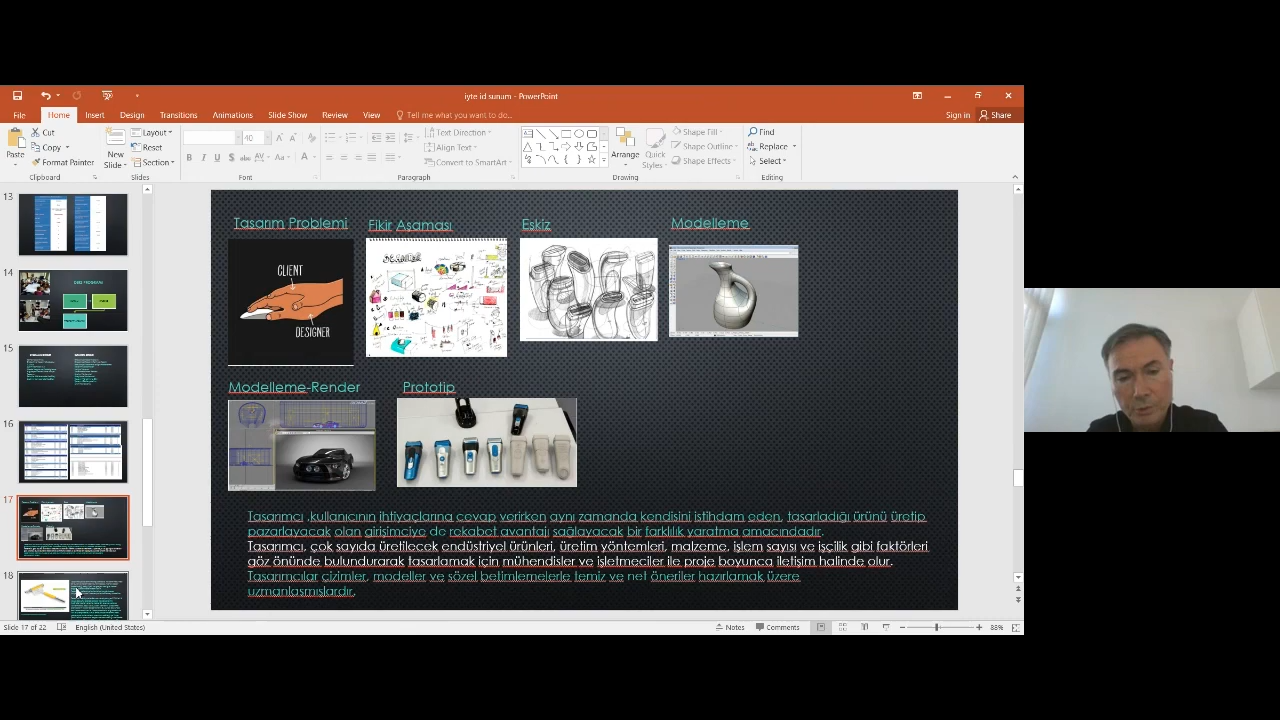 iyte id sunum - PowerPoint
File Home Insert Design Transitions Animations Slide Show Review View Tell me what you want to do... Sign in Share
Paste Cut Copy Format Painter Clipboard
New Slide Layout Reset Section Slides
40
B I U S abc AV Aa A Font
Text Direction Align Text Convert to SmartArt Paragraph
Arrange Quick Styles Shape Fill Shape Outline Shape Effects Drawing
Find Replace Select Editing
13
14
15
16
17
18
Tasarım Problemi Fikir Aşaması Eskiz Modelleme
CLIENT
DESIGNER
Modelleme-Render Prototip
Tasarımcı ,kullanıcının ihtiyaçlarına cevap verirken aynı zamanda kendisini istihdam eden, tasarladığı ürünü üretip
pazarlayacak olan girişimciye de rekabet avantajı sağlayacak bir farklılık yaratma amacındadır.
Tasarımcı, çok sayıda üretilecek endüstriyel ürünleri, üretim yöntemleri, malzeme, işlem sayısı ve işçilik gibi faktörleri
göz önünde bulundurarak tasarlamak için mühendisler ve işletmeciler ile proje boyunca iletişim halinde olur.
Tasarımcılar çizimler, modeller ve sözel betimlemelerle temiz ve net öneriler hazırlamak üzere
uzmanlaşmışlardır.
Slide 17 of 22 English (United States) Notes Comments 88%